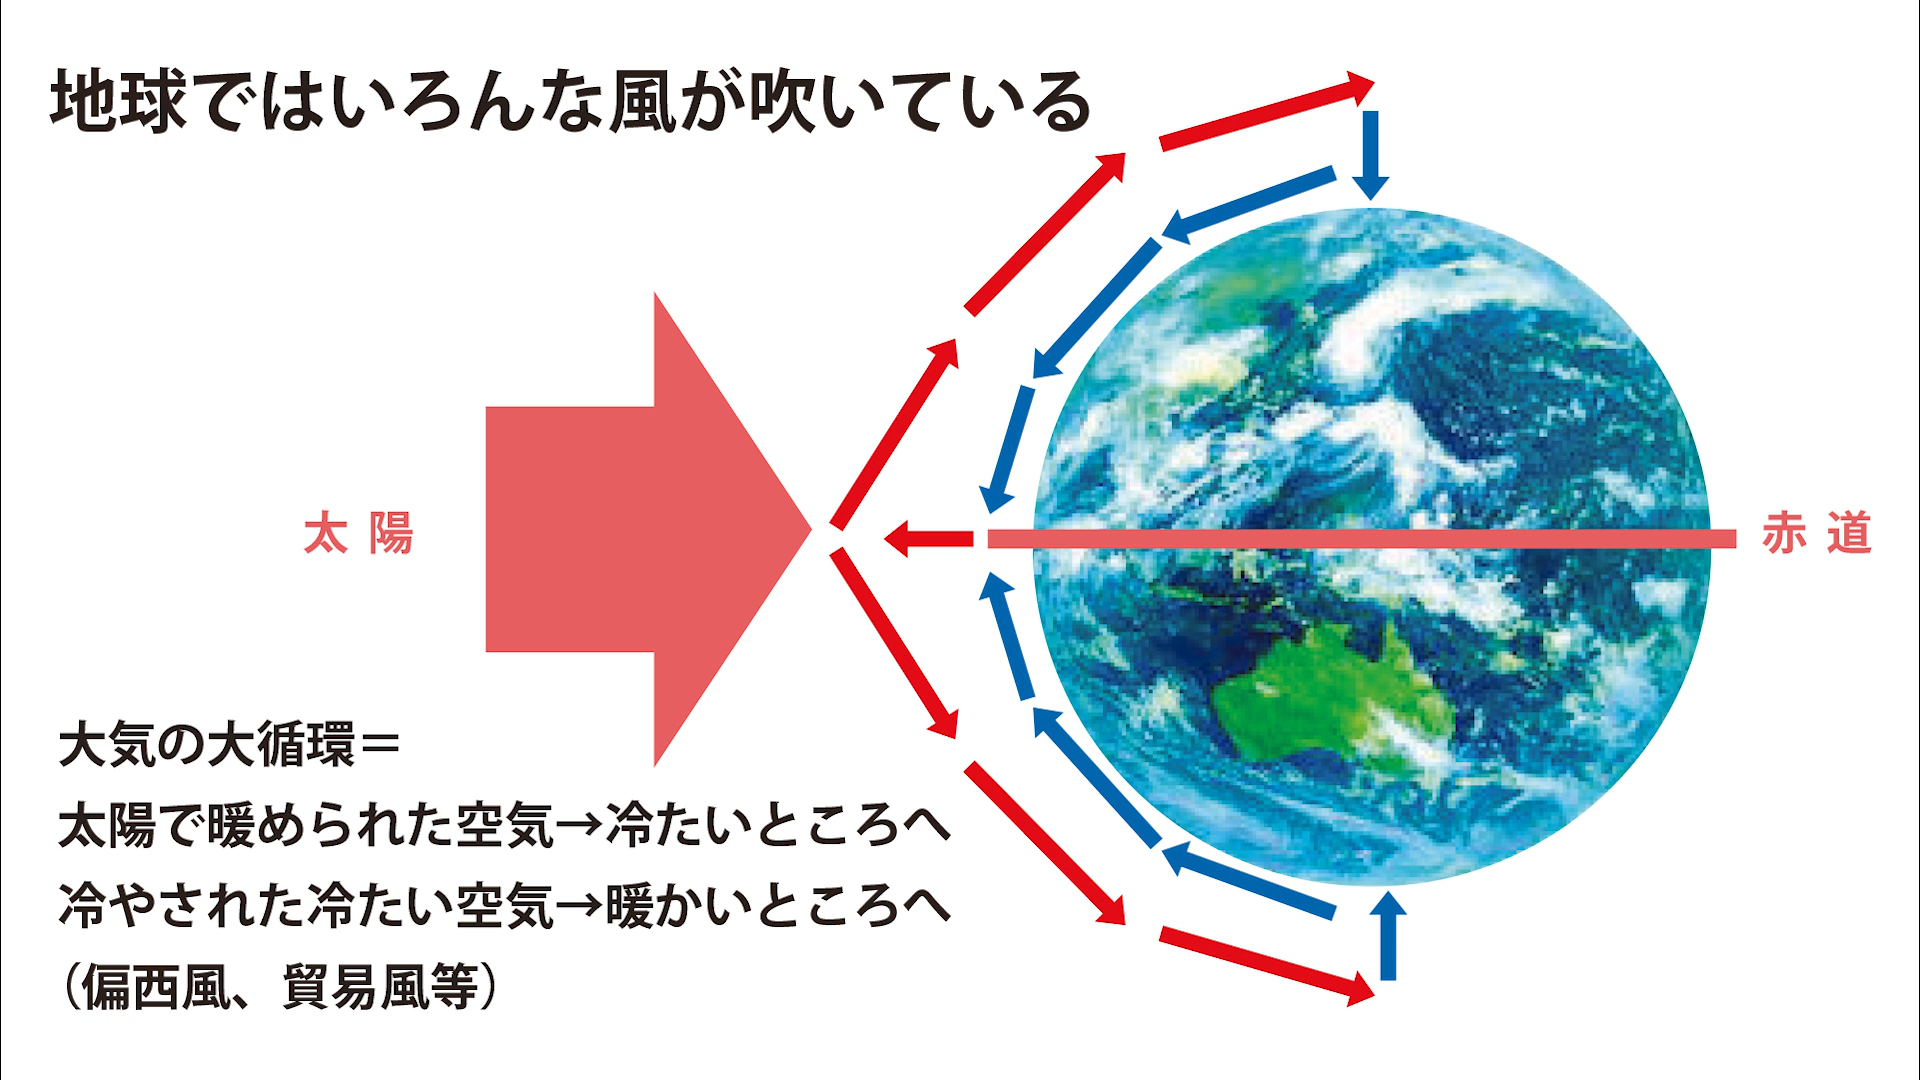 地球ではいろんな風が吹いている
太陽
赤道
大気の大循環＝
太陽で暖められた空気→冷たいところへ
冷やされた冷たい空気→暖かいところへ
（偏西風、貿易風等）